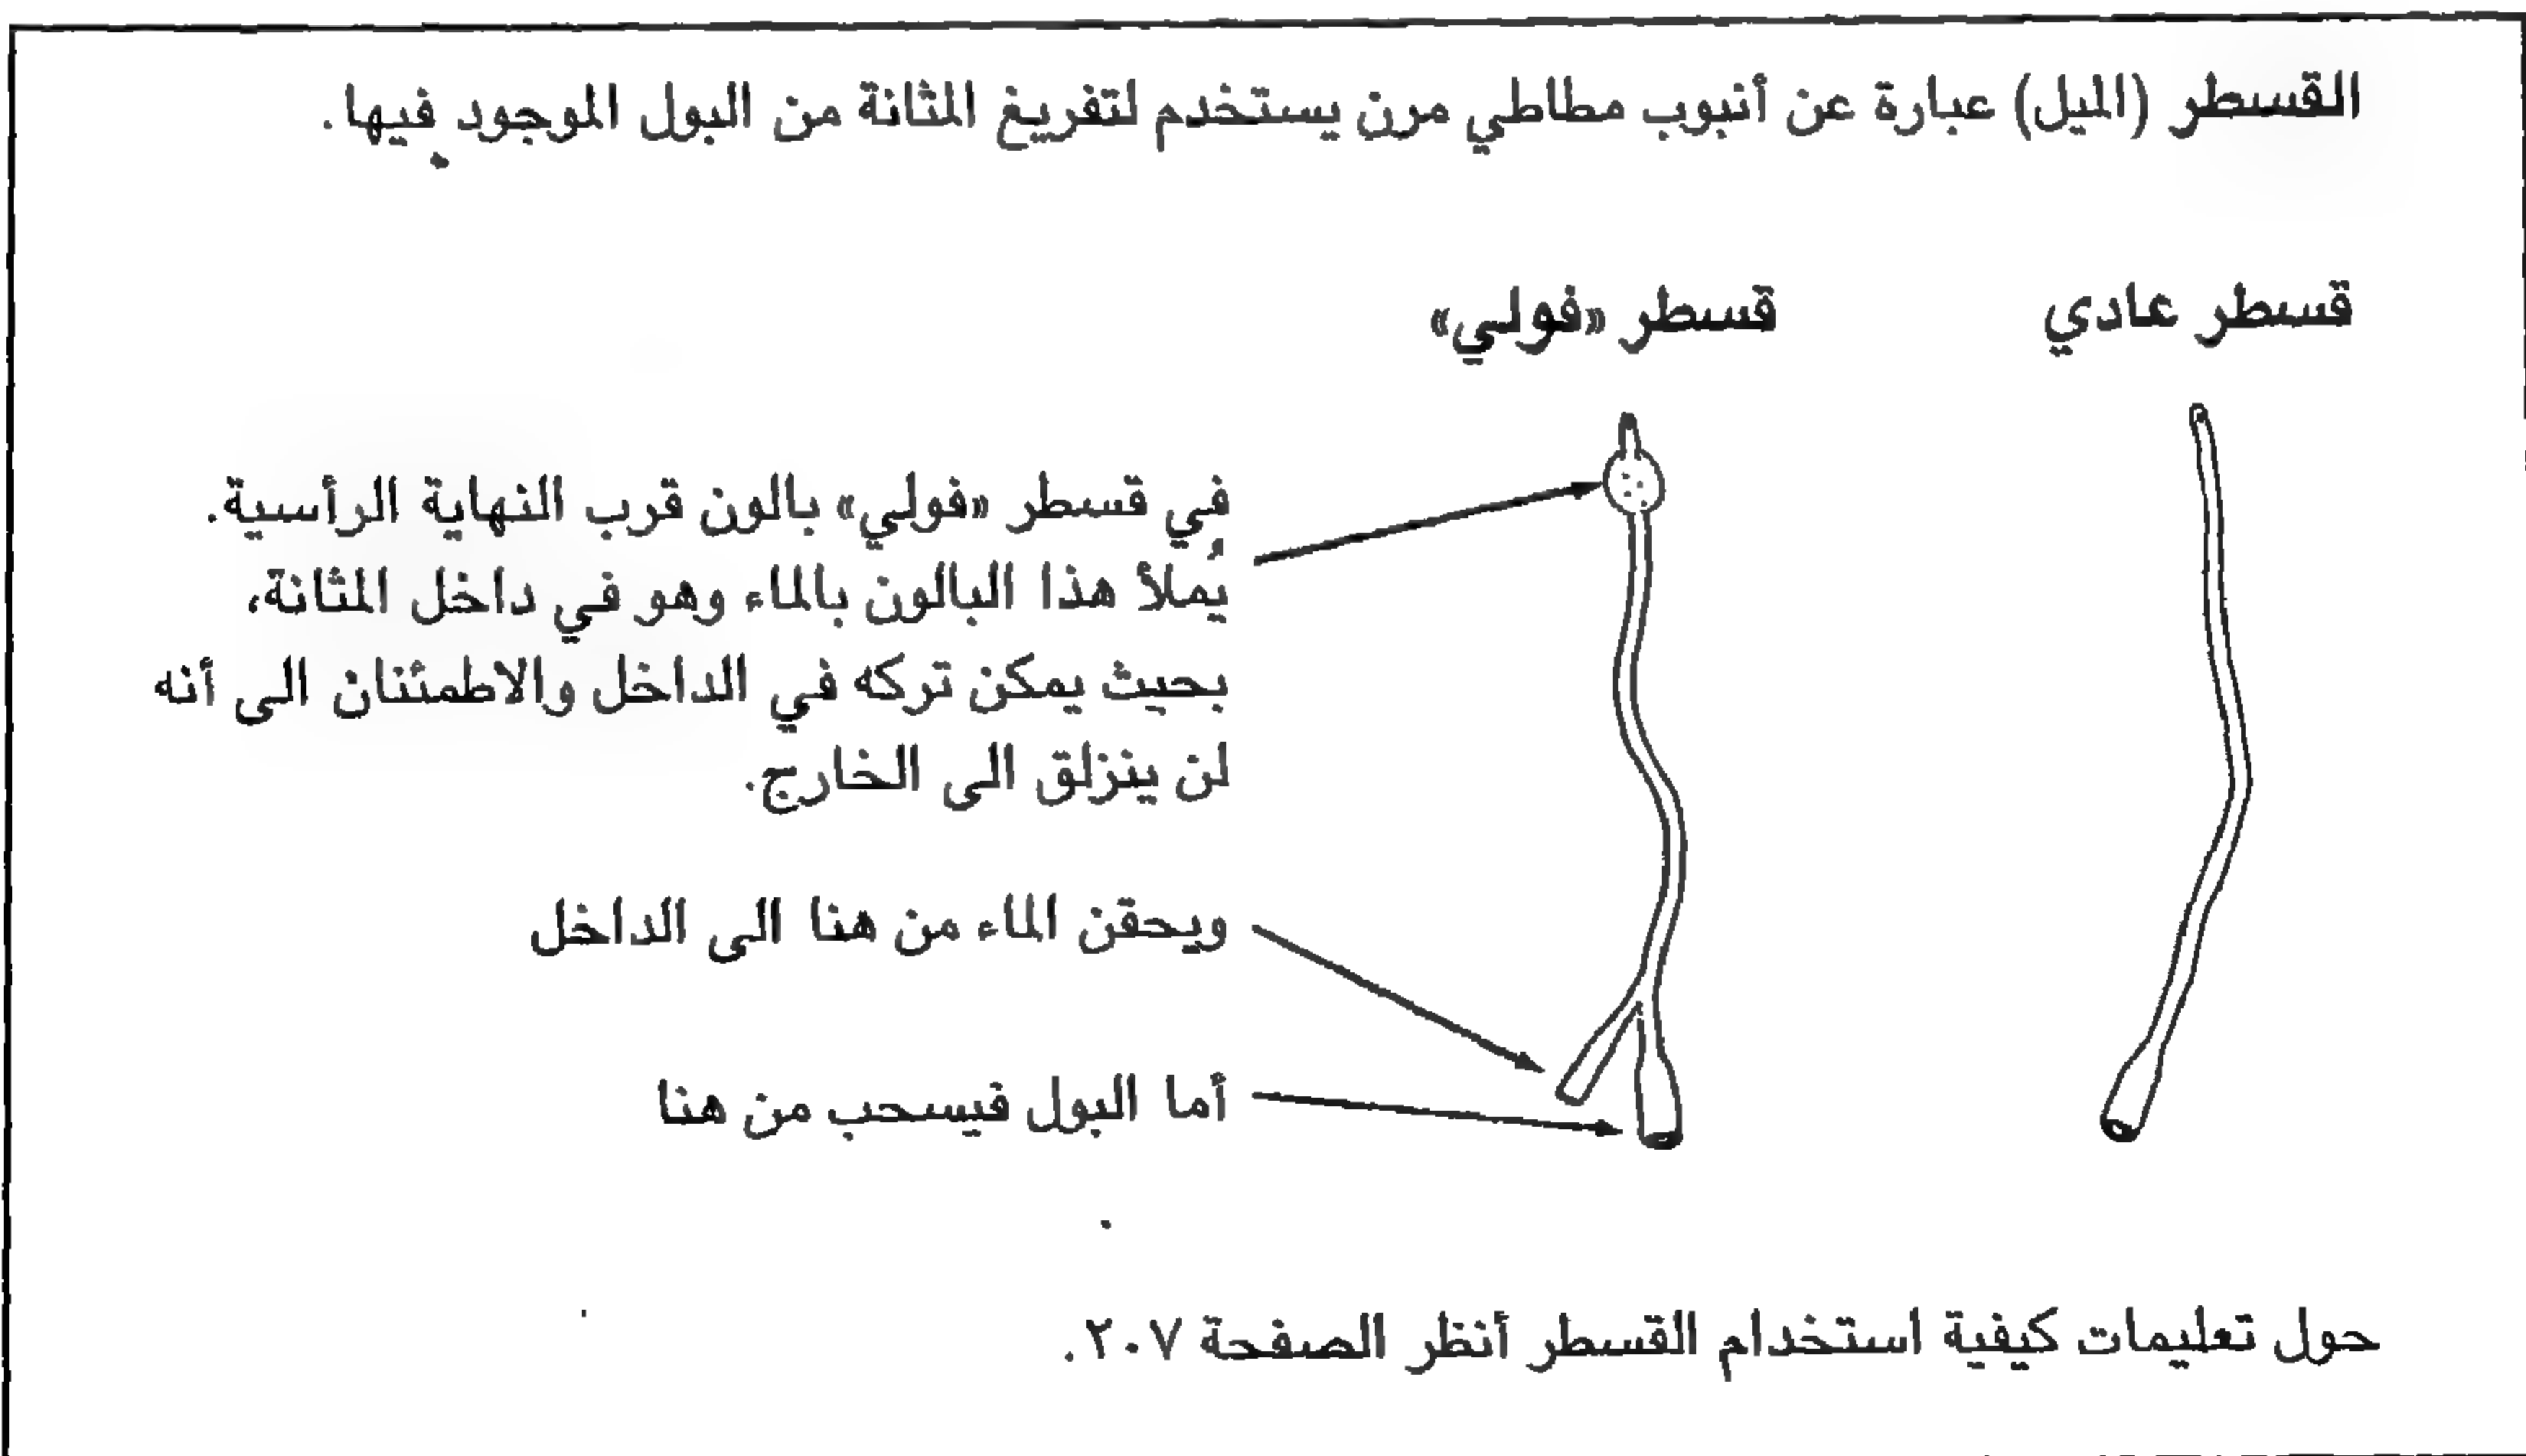 القسطر (الميل) عبارة عن أنبوب مطاطي مرن يستخدم لتفريغ المثانة من البول الموجود فيها.
قسطر عادي
قسطر «فولي»
في قسطر «فولي» بالون قرب النهاية الرأسية.
يُملأ هذا البالون بالماء وهو في داخل المثانة،
بحيث يمكن تركه في الداخل والاطمئنان الى أنه
لن ينزلق الى الخارج.
ويحقن الماء من هنا الى الداخل
أما البول فيسحب من هنا
حول تعليمات كيفية استخدام القسطر أنظر الصفحة ٢٠٧.